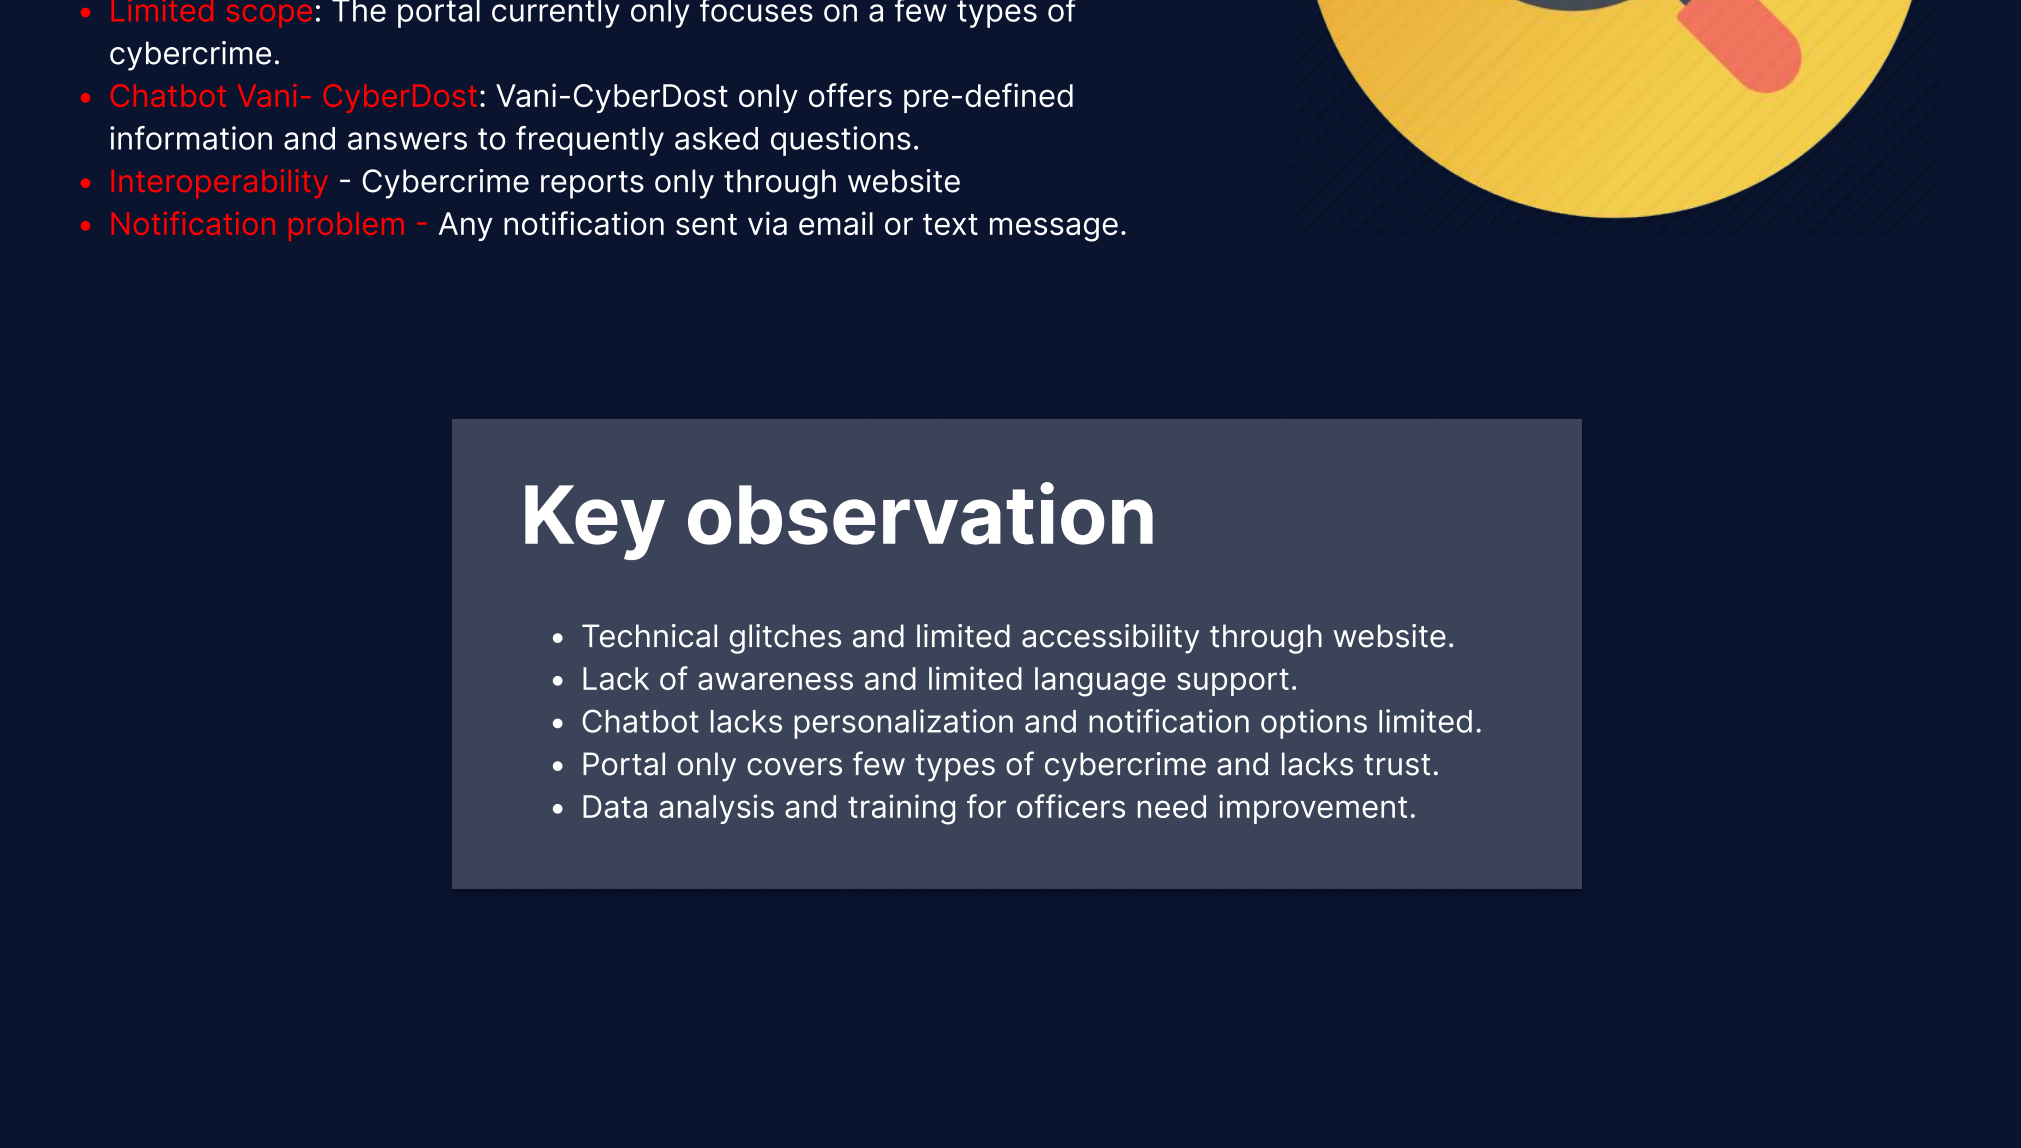 • Limited scope: The portal currently only focuses on a few types of
cybercrime.
• Chatbot Vani- CyberDost: Vani-CyberDost only offers pre-defined
information and answers to frequently asked questions.
• Interoperability - Cybercrime reports only through website
• Notification problem - Any notification sent via email or text message.
Key observation
• Technical glitches and limited accessibility through website.
• Lack of awareness and limited language support.
• Chatbot lacks personalization and notification options limited.
• Portal only covers few types of cybercrime and lacks trust.
• Data analysis and training for officers need improvement.